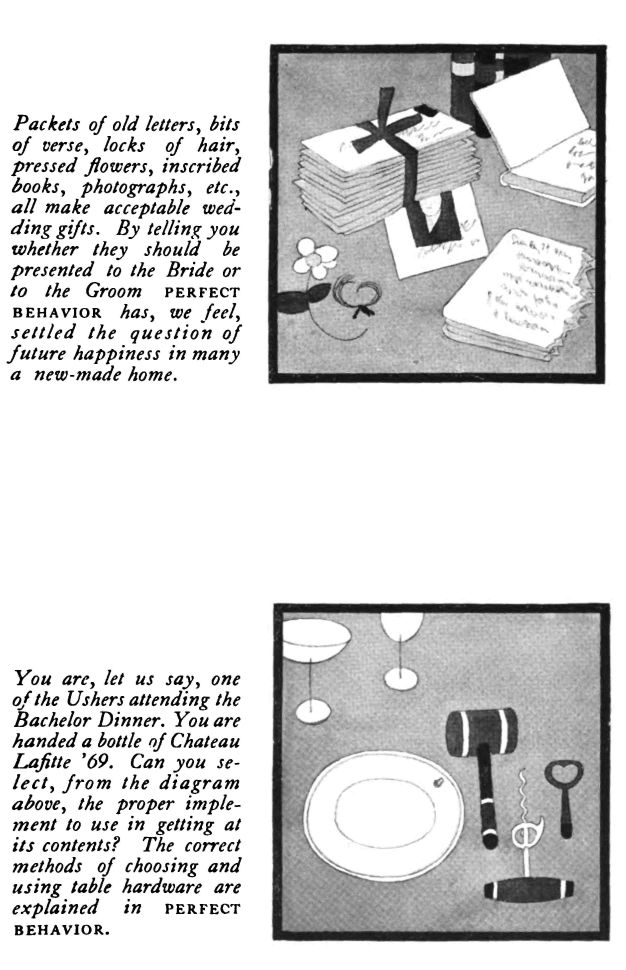 Packets of old letters, bits
of verse, locks of hair,
pressed flowers, inscribed
books, photographs, etc.,
all make acceptable wed-
ding gifts. By telling you
whether they should be
presented to the Bride or
to the Groom PERFECT
BEHAVIOR has, we feel,
settled the question of
future happiness in many
a new-made home.
You are, let us say, one
of the Ushers attending the
Bachelor Dinner. You are
handed a bottle of Chateau
Lafitte '69. Can you se-
lect, from the diagram
above, the proper imple-
ment to use in getting at
its contents? The correct
methods of choosing and
using table hardware are
explained in PERFECT
BEHAVIOR.